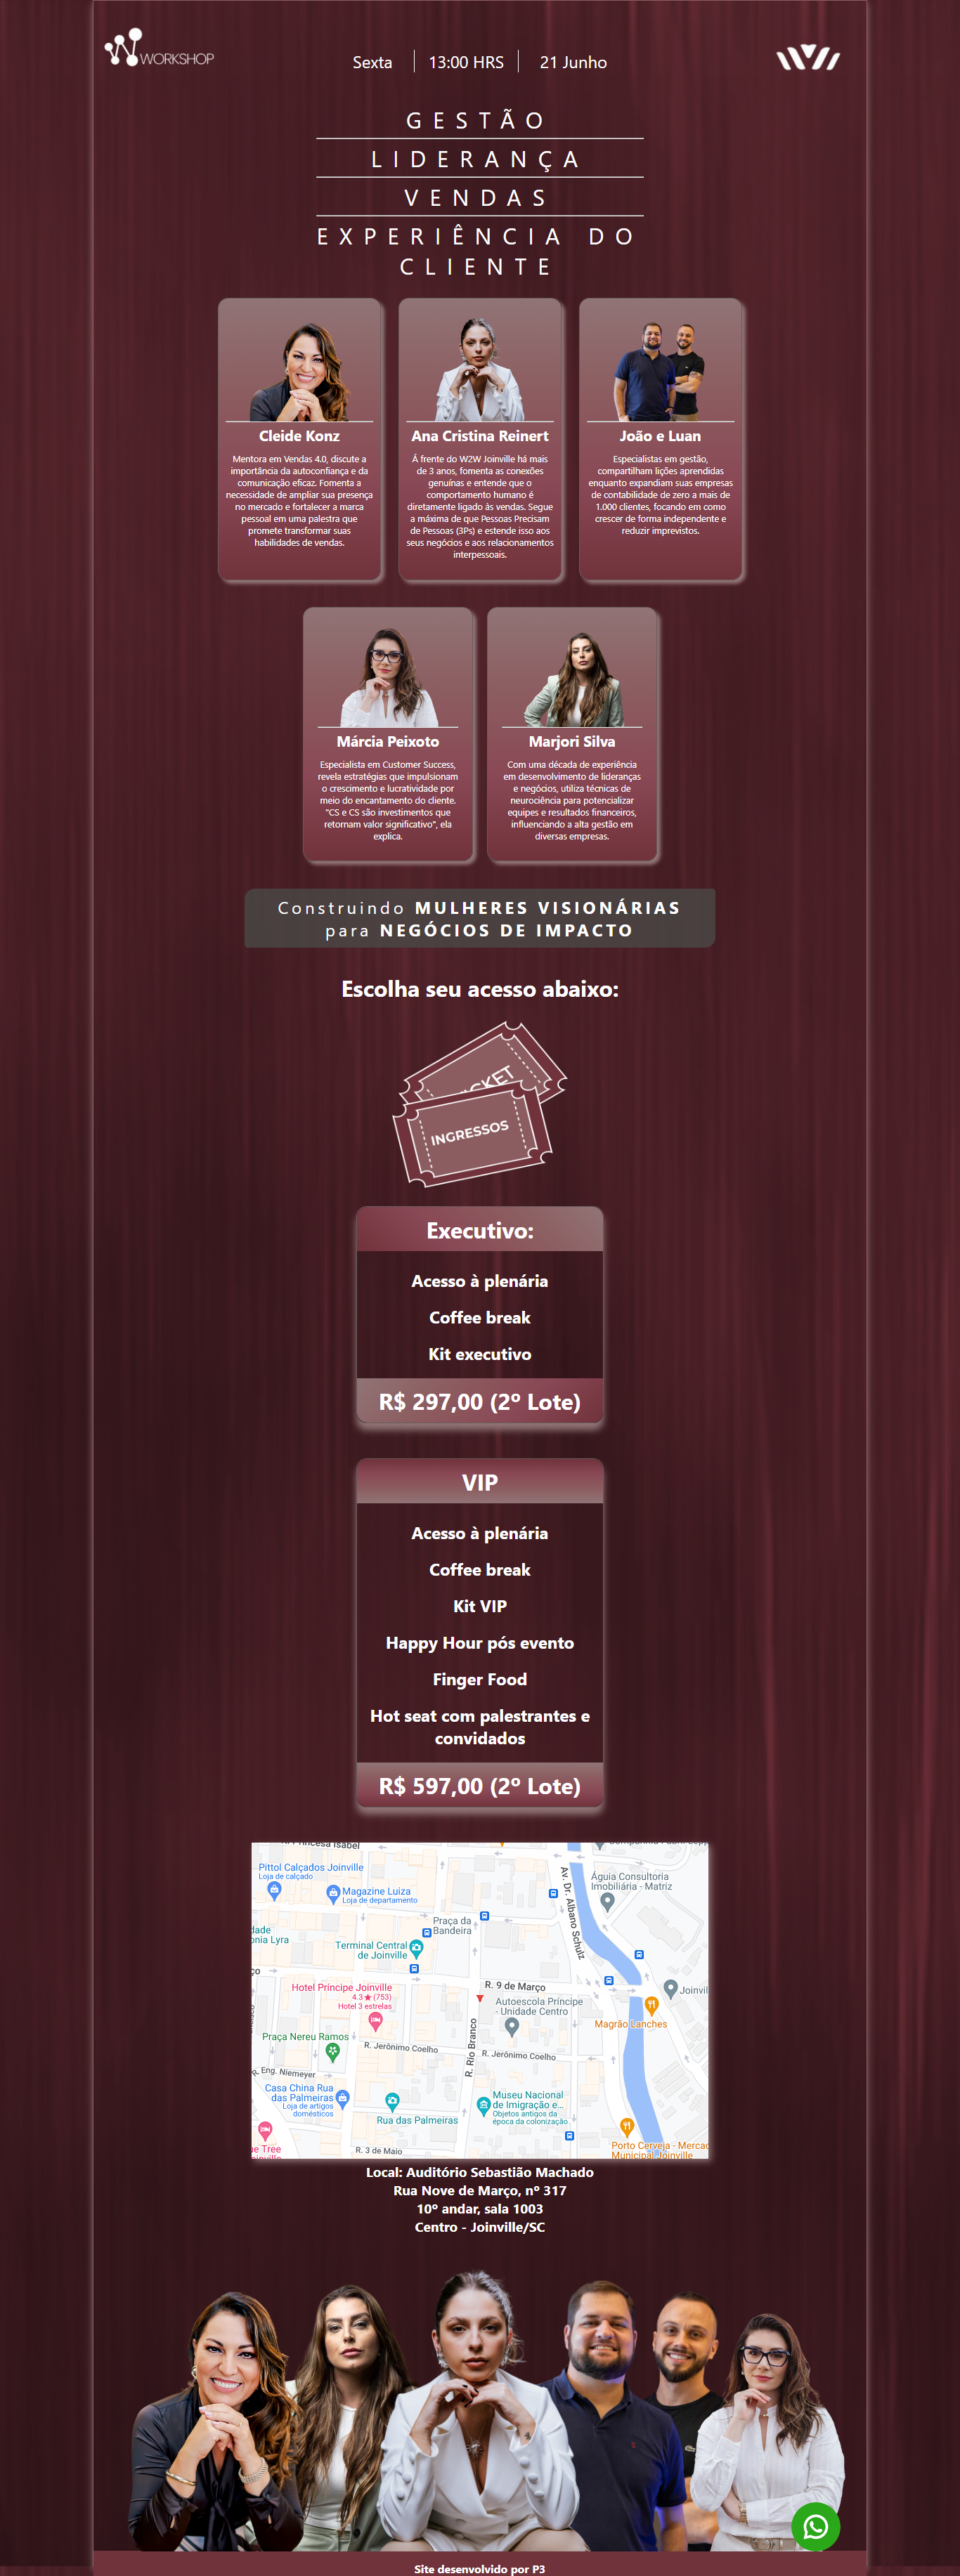 WORKSHOP
Sexta
13:00 HRS
21 Junho
GESTÃO
LIDERANÇA
VENDAS
EXPERIÊNCIA DO
CLIENTE
Cleide Konz
Mentora em Vendas 4.0, discute a
importância da autoconfiança e da
comunicação eficaz. Fomenta a
necessidade de ampliar sua presença
no mercado e fortalecer a marca
pessoal em uma palestra que
promete transformar suas
habilidades de vendas.
Ana Cristina Reinert
Á frente do W2W Joinville há mais
de 3 anos, fomenta as conexões
genuínas e entende que o
comportamento humano é
diretamente ligado às vendas. Segue
a máxima de que Pessoas Precisam
de Pessoas (3Ps) e estende isso aos
seus negócios e aos relacionamentos
interpessoais.
João e Luan
Especialistas em gestão,
compartilham lições aprendidas
enquanto expandiam suas empresas
de contabilidade de zero a mais de
1.000 clientes, focando em como
crescer de forma independente e
reduzir imprevistos.
Márcia Peixoto
Especialista em Customer Success,
revela estratégias que impulsionam
o crescimento e lucratividade por
meio do encantamento do cliente.
"CS e CS são investimentos que
retornam valor significativo", ela
explica.
Marjori Silva
Com uma década de experiência
em desenvolvimento de lideranças
e negócios, utiliza técnicas de
neurociência para potencializar
equipes e resultados financeiros,
influenciando a alta gestão em
diversas empresas.
Construindo MULHERES VISIONÁRIAS
para NEGÓCIOS DE IMPACTO
Escolha seu acesso abaixo:
INGRESSOS
Executivo:
Acesso à plenária
Coffee break
Kit executivo
R$ 297,00 (2º Lote)
VIP
Acesso à plenária
Coffee break
Kit VIP
Happy Hour pós evento
Finger Food
Hot seat com palestrantes e
convidados
R$ 597,00 (2º Lote)
Pittol Calçados Joinville
Loja de calçado
Magazine Luiza
Loja de departamento
Praça da
Bandeira
Terminal Central
de Joinville
Av. Dr. Albano Schulz
Águia Consultoria
Imobiliária - Matriz
Hotel Príncipe Joinville
4.3★(753)
Hotel 3 estrelas
R. 9 de Março
Autoescola Príncipe
- Unidade Centro
Magrão Lanches
Praça Nereu Ramos
R. Jerônimo Coelho
R. Rio Branco
R. Jerônimo Coelho
R. Eng. Niemeyer
Casa China Rua
das Palmeiras
Loja de artigos
domésticos
Rua das Palmeiras
Museu Nacional
de Imigração e...
Objetos antigos da
época da colonização
R. 3 de Maio
Porto Cerveja - Mercad
Municipal Joinville
Local: Auditório Sebastião Machado
Rua Nove de Março, nº 317
10º andar, sala 1003
Centro - Joinville/SC
Site desenvolvido por P3